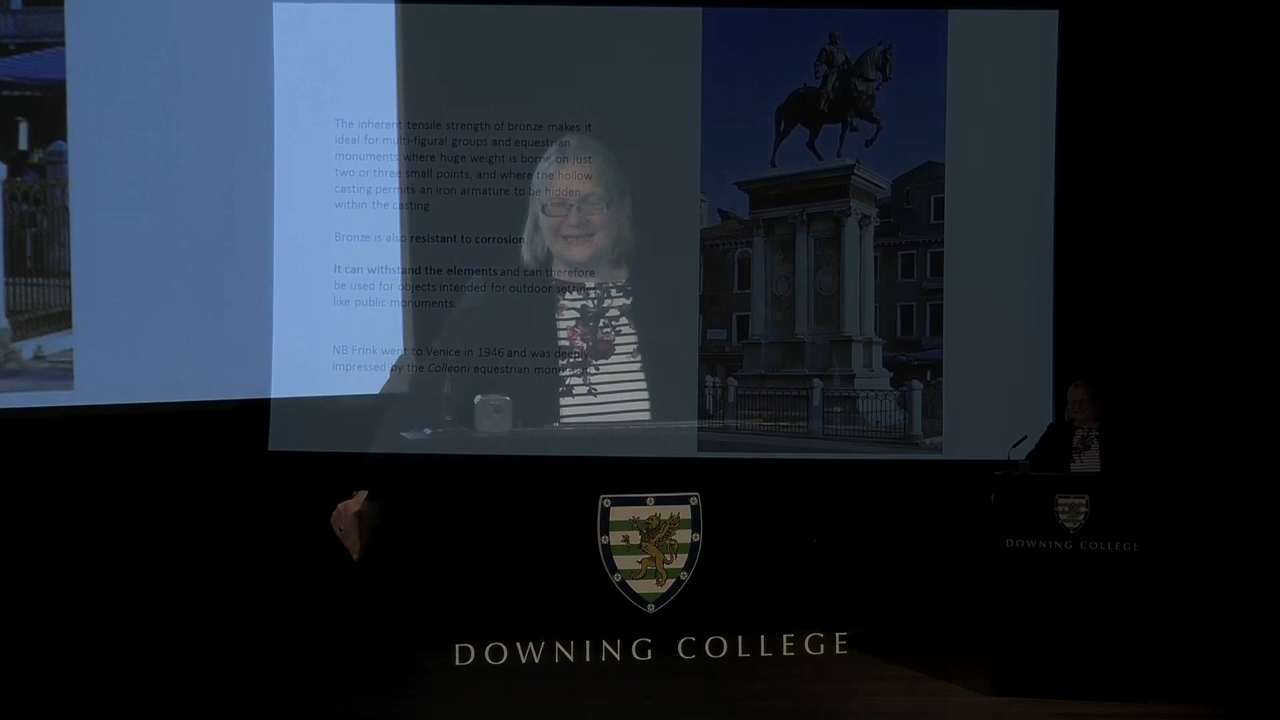 The inherent tensile strength of bronze makes it
ideal for multi-figural groups and equestrian
monuments where huge weight is borne on just
two or three small points, and where the hollow
casting permits an iron armature to be hidden
within the casting.
Bronze is also resistant to corrosion
It can withstand the elements and can therefore
be used for objects intended for outdoor settings
like public monuments.
NB Frink went to Venice in 1946 and was deeply
impressed by the Colleoni equestrian
DOWNING COLLEGE
DOWNING COLLEGE